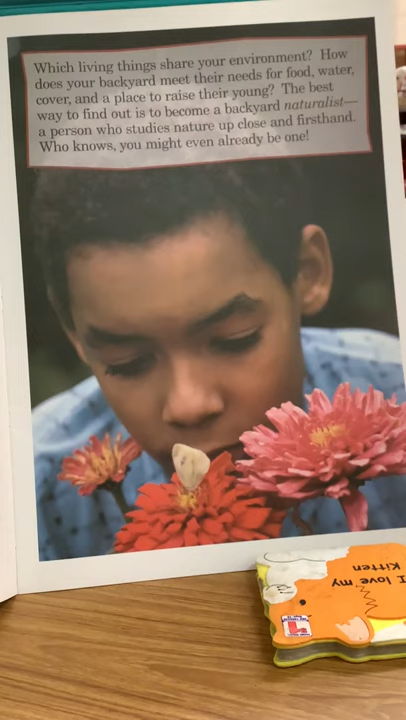 Which living things share your environment? How
does your backyard meet their needs for food, water,
cover, and a place to raise their young? The best
way to find out is to become a backyard naturalist—
a person who studies nature up close and firsthand.
Who knows, you might even already be one!
I love my
Kitten